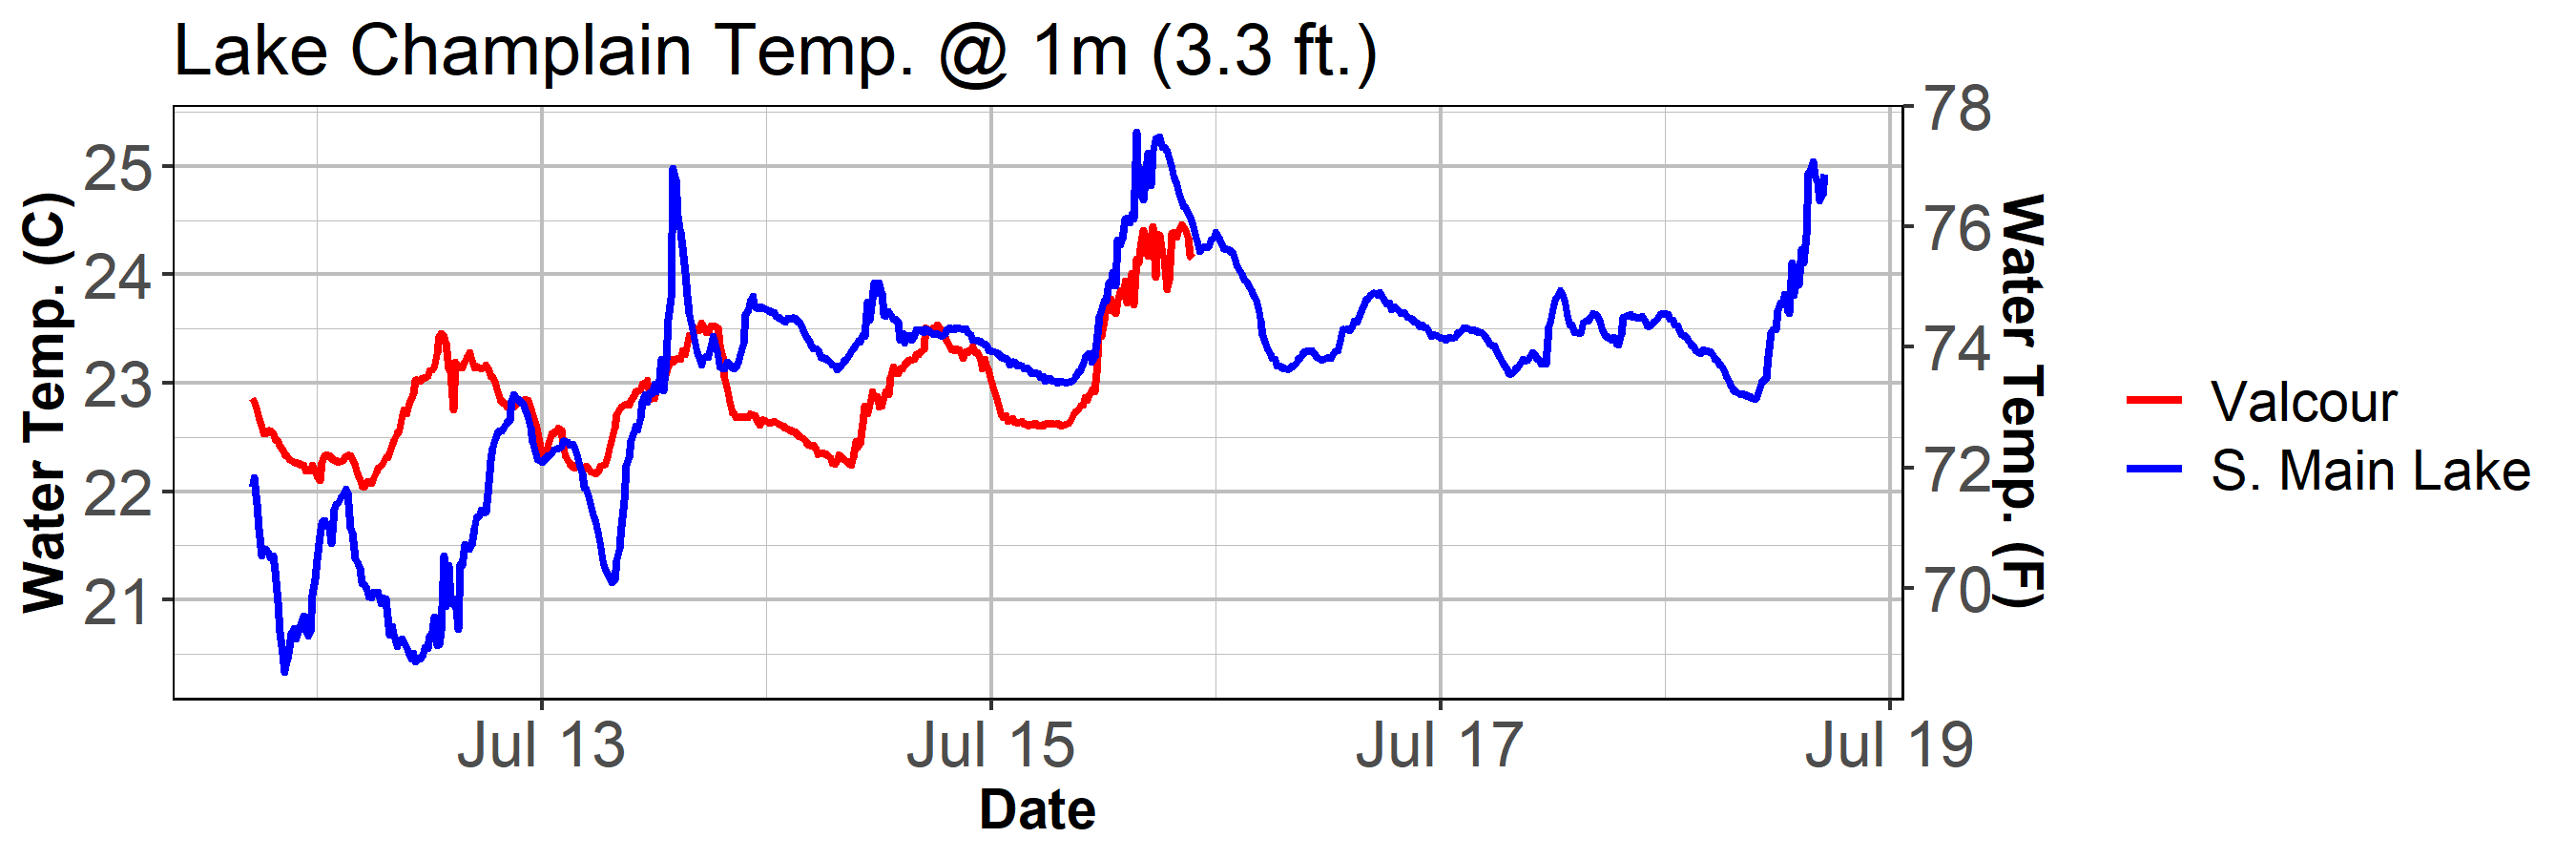 Lake Champlain Temp. @ 1m (3.3 ft.)
Water Temp. (C)
25
24
23
22
21
78
76
74
72
70
Water Temp. (F)
Jul 13
Jul 15
Jul 17
Jul 19
Date
Valcour
S. Main Lake